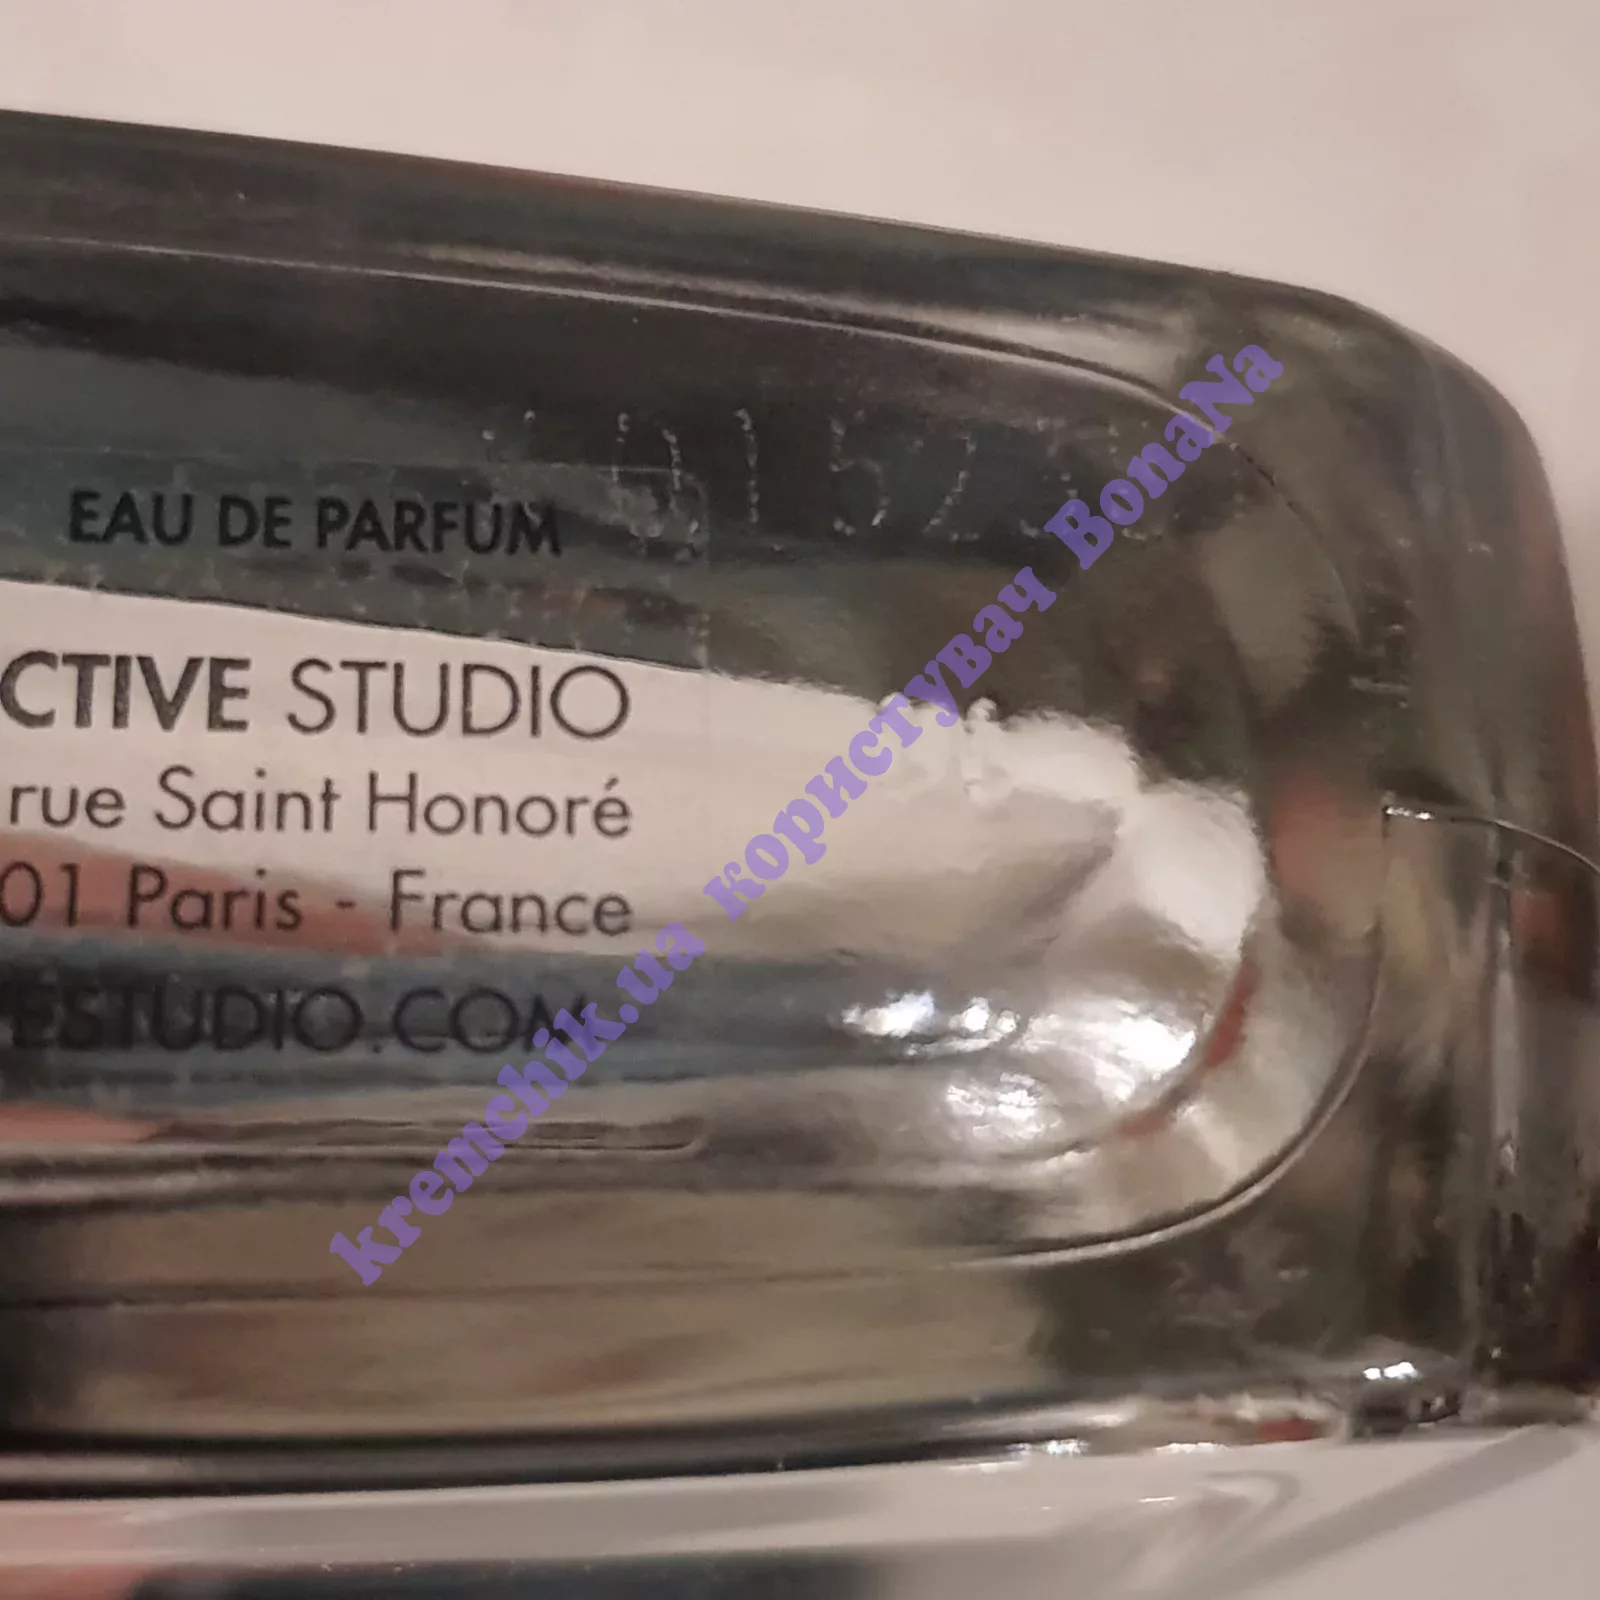 EAU DE PARFUM
CTIVE STUDIO
rue Saint Honoré
01 Paris - France
ESTUDIO.COM
kremchik.ua користувач BonaNa